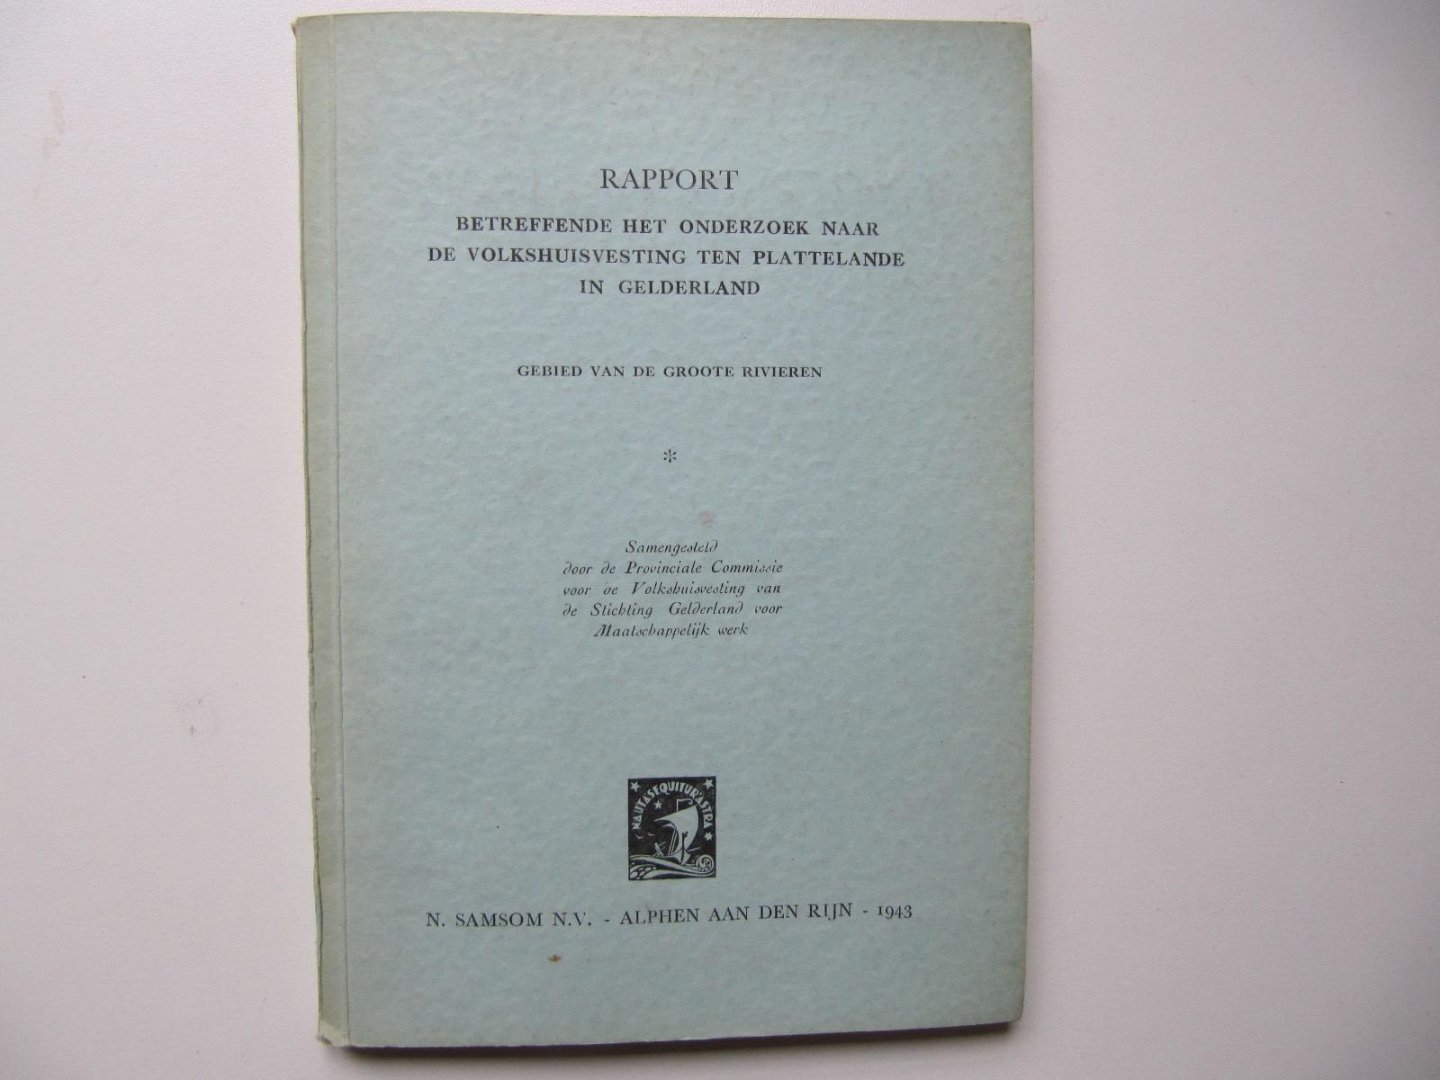 RAPPORT
BETREFFENDE HET ONDERZOEK NAAR
DE VOLKSHUISVESTING TEN PLATTELANDE
IN GELDERLAND
GEBIED VAN DE GROOTE RIVIEREN
*
Samengesteld
door de Provinciale Commissie
voor de Volkshuisvesting van
de Stichting Gelderland voor
Maatschappelijk werk
NAUTA SEQUITUR ASTRA
N. SAMSOM N.V. - ALPHEN AAN DEN RIJN - 1943